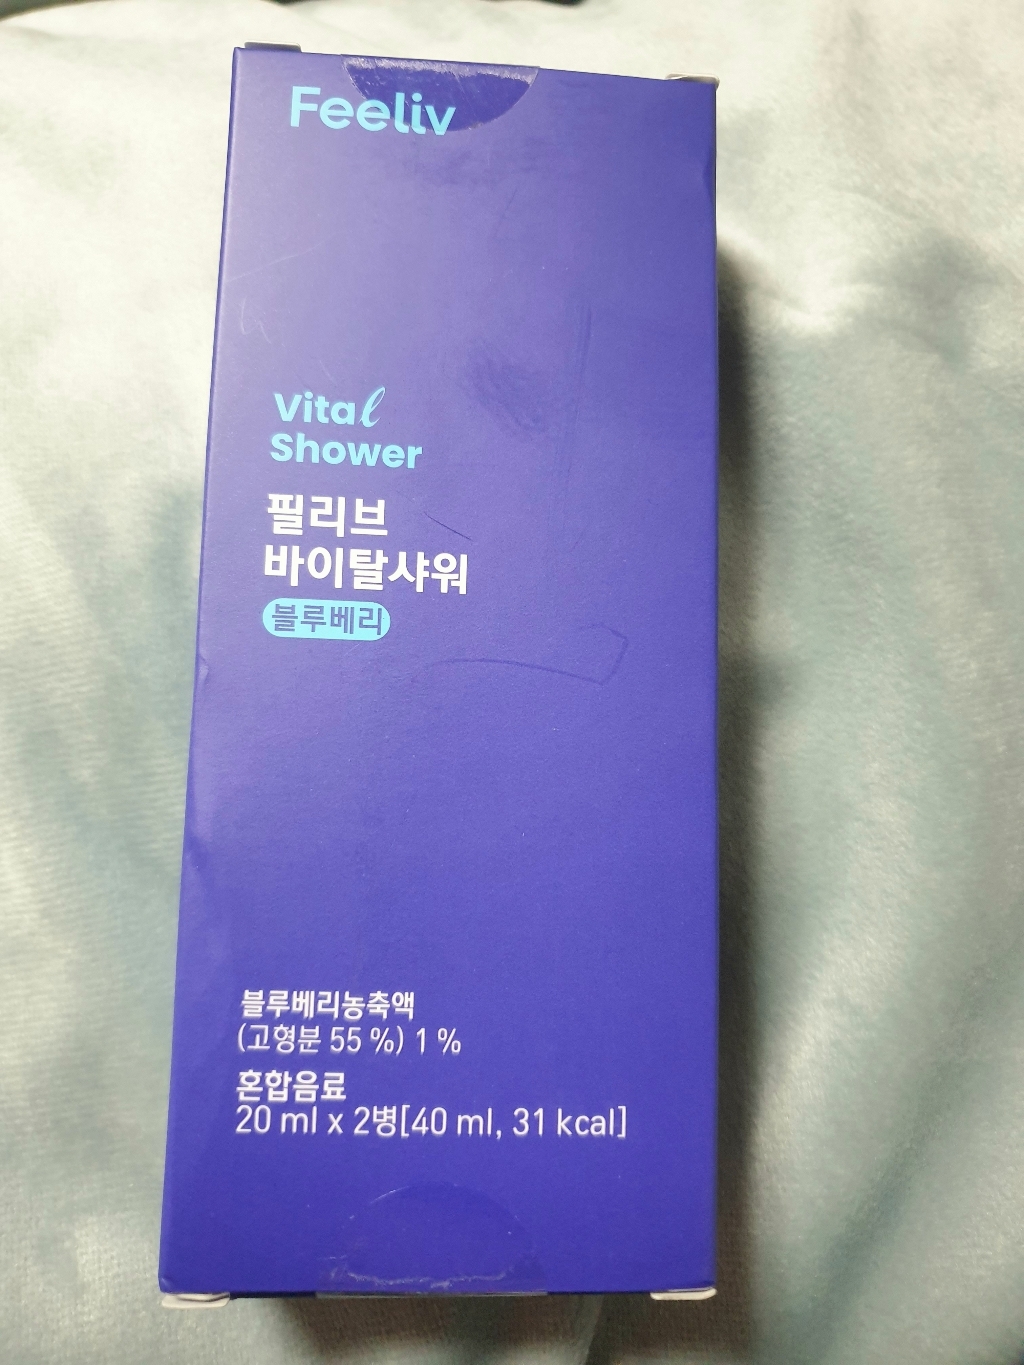 Feeliv
Vital
Shower
필리브
바이탈샤워
블루베리
블루베리농축액
(고형분 55 %) 1 %
혼합음료
20 ml x 2병[40 ml, 31 kcal]